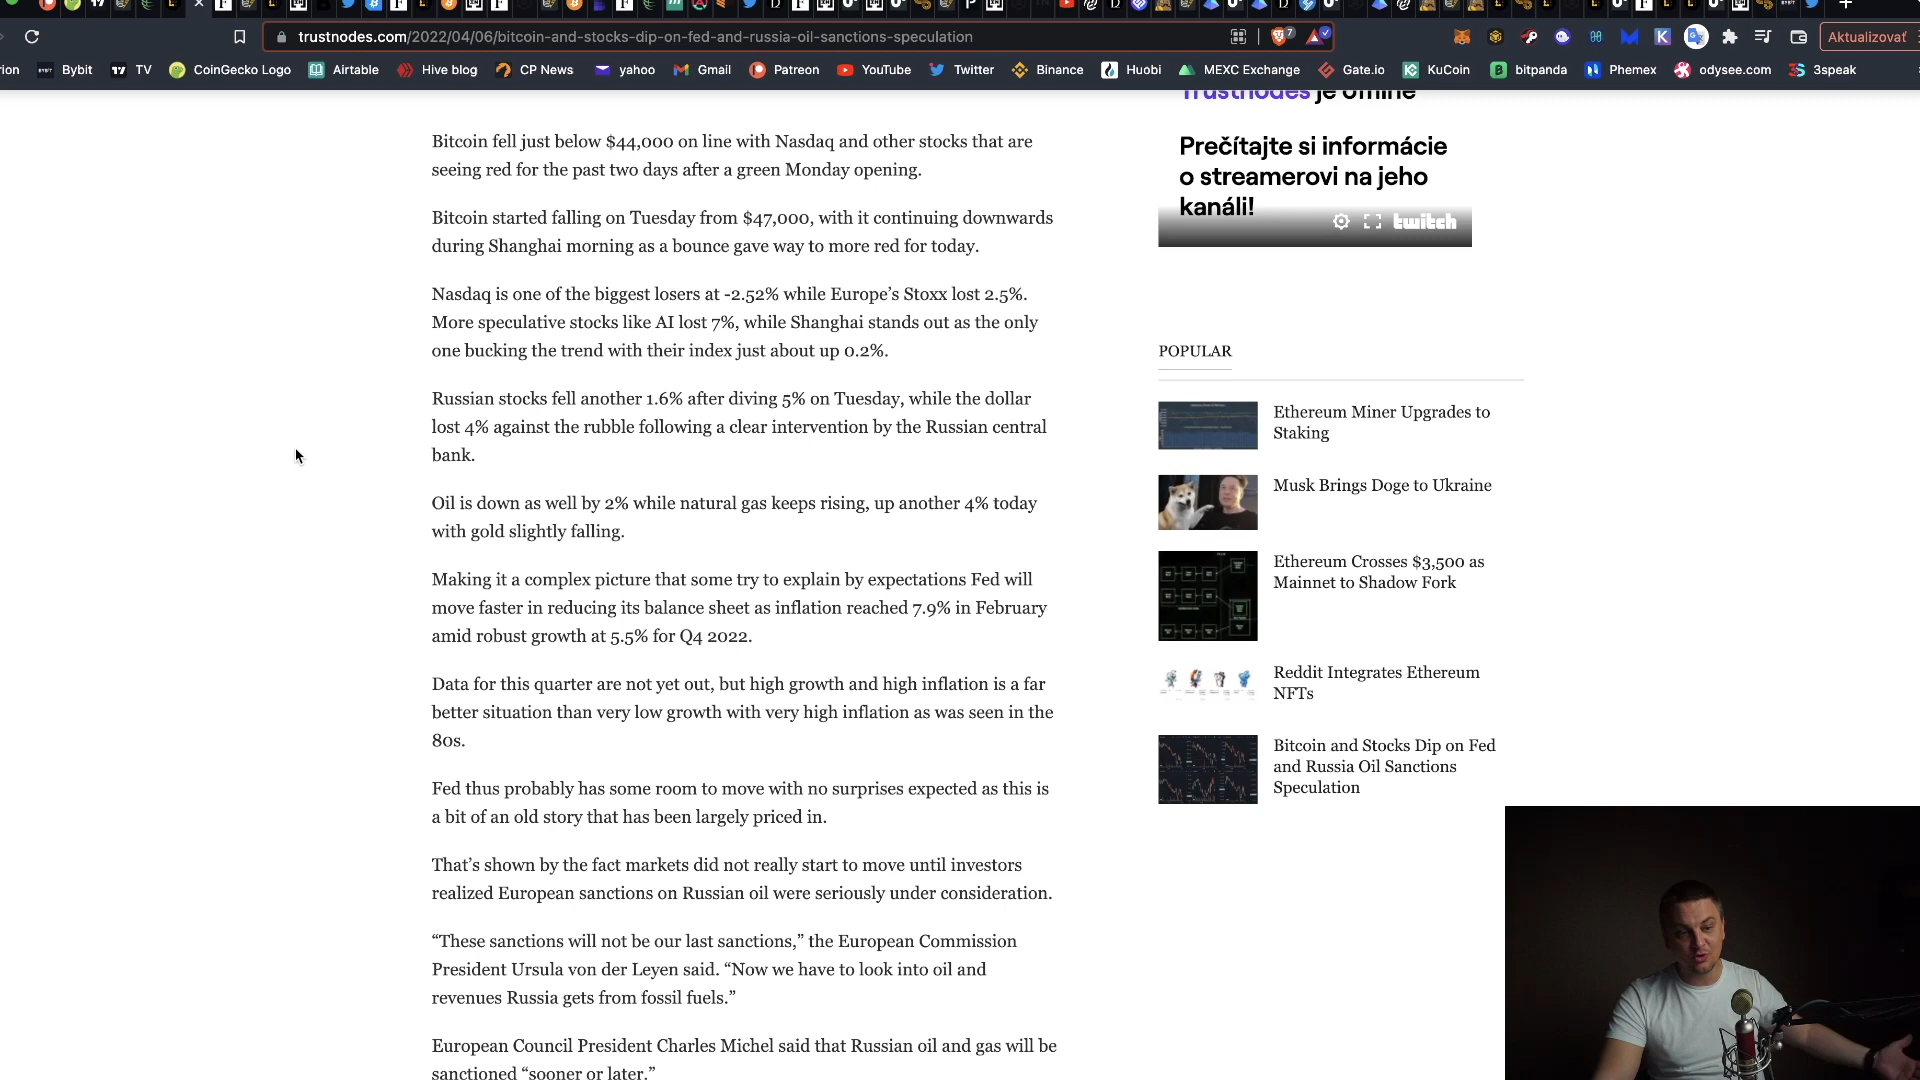 trustnodes.com/2022/04/06/bitcoin-and-stocks-dip-on-fed-and-russia-oil-sanctions-speculation
7
Aktualizovať
rion
BYBIT Bybit
TV
CoinGecko Logo
Airtable
Hive blog
CP News
yahoo
Gmail
Patreon
YouTube
Twitter
Binance
Huobi
MEXC Exchange
Gate.io
KuCoin
bitpanda
Phemex
odysee.com
3speak
Bitcoin fell just below $44,000 on line with Nasdaq and other stocks that are
seeing red for the past two days after a green Monday opening.
Bitcoin started falling on Tuesday from $47,000, with it continuing downwards
during Shanghai morning as a bounce gave way to more red for today.
Nasdaq is one of the biggest losers at -2.52% while Europe’s Stoxx lost 2.5%.
More speculative stocks like AI lost 7%, while Shanghai stands out as the only
one bucking the trend with their index just about up 0.2%.
Russian stocks fell another 1.6% after diving 5% on Tuesday, while the dollar
lost 4% against the rubble following a clear intervention by the Russian central
bank.
Oil is down as well by 2% while natural gas keeps rising, up another 4% today
with gold slightly falling.
Making it a complex picture that some try to explain by expectations Fed will
move faster in reducing its balance sheet as inflation reached 7.9% in February
amid robust growth at 5.5% for Q4 2022.
Data for this quarter are not yet out, but high growth and high inflation is a far
better situation than very low growth with very high inflation as was seen in the
80s.
Fed thus probably has some room to move with no surprises expected as this is
a bit of an old story that has been largely priced in.
That’s shown by the fact markets did not really start to move until investors
realized European sanctions on Russian oil were seriously under consideration.
“These sanctions will not be our last sanctions,” the European Commission
President Ursula von der Leyen said. “Now we have to look into oil and
revenues Russia gets from fossil fuels.”
European Council President Charles Michel said that Russian oil and gas will be
sanctioned “sooner or later.”
Trustnodes je offline
Prečítajte si informácie
o streamerovi na jeho
kanáli!
twitch
POPULAR
Ethereum Miner Upgrades to
Staking
Musk Brings Doge to Ukraine
Ethereum Crosses $3,500 as
Mainnet to Shadow Fork
Reddit Integrates Ethereum
NFTs
Bitcoin and Stocks Dip on Fed
and Russia Oil Sanctions
Speculation